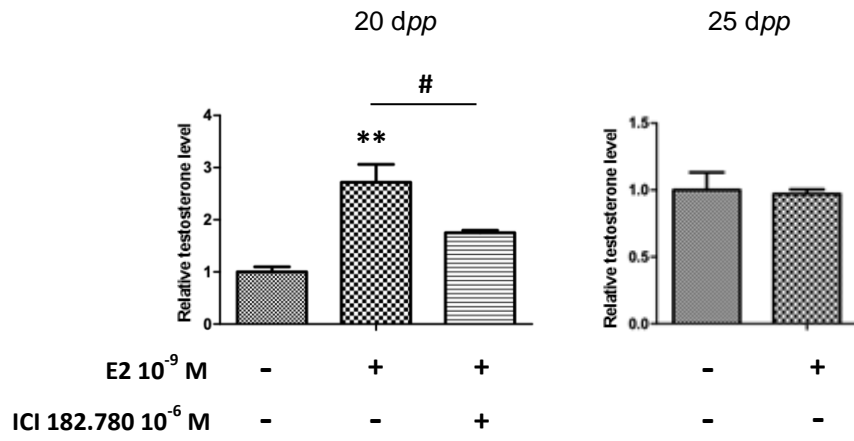 20 dpp
25 dpp
#
**
Relative testosterone level
4
3
2
1
0
Relative testosterone level
1.5
1.0
0.5
0.0
E2 10⁻⁹ M - + + - +
ICI 182.780 10⁻⁶ M - - + - -